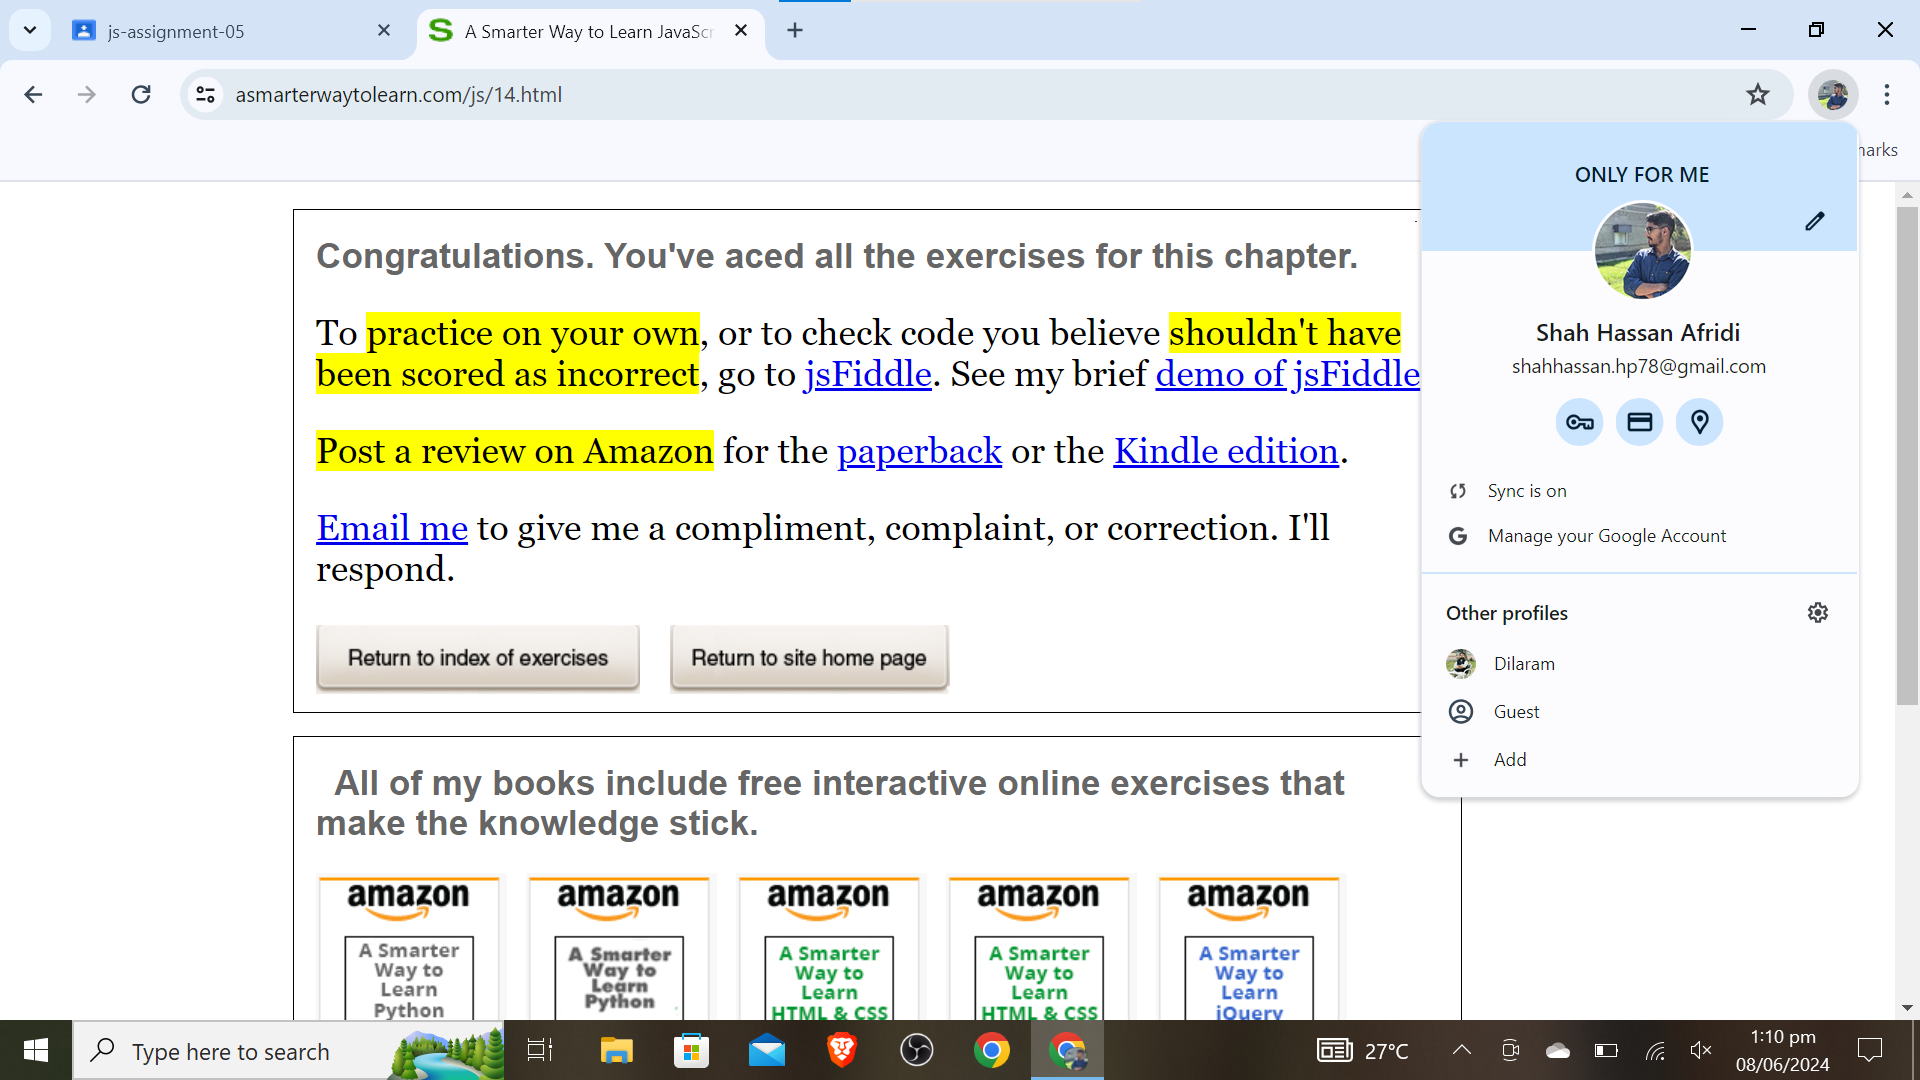 js-assignment-05
A Smarter Way to Learn JavaScr
asmarterwaytolearn.com/js/14.html
arks
ONLY FOR ME
Shah Hassan Afridi
shahhassan.hp78@gmail.com
Sync is on
Manage your Google Account
Other profiles
Dilaram
Guest
Add
Congratulations. You've aced all the exercises for this chapter.
To practice on your own, or to check code you believe shouldn't have
been scored as incorrect, go to jsFiddle. See my brief demo of jsFiddle
Post a review on Amazon for the paperback or the Kindle edition.
Email me to give me a compliment, complaint, or correction. I'll
respond.
Return to index of exercises
Return to site home page
All of my books include free interactive online exercises that
make the knowledge stick.
amazon
A Smarter
Way to
Learn
Python
amazon
A Smarter
Way to
Learn
Python
amazon
A Smarter
Way to
Learn
HTML & CSS
amazon
A Smarter
Way to
Learn
HTML & CSS
amazon
A Smarter
Way to
Learn
jQuery
Type here to search
27°C
1:10 pm
08/06/2024